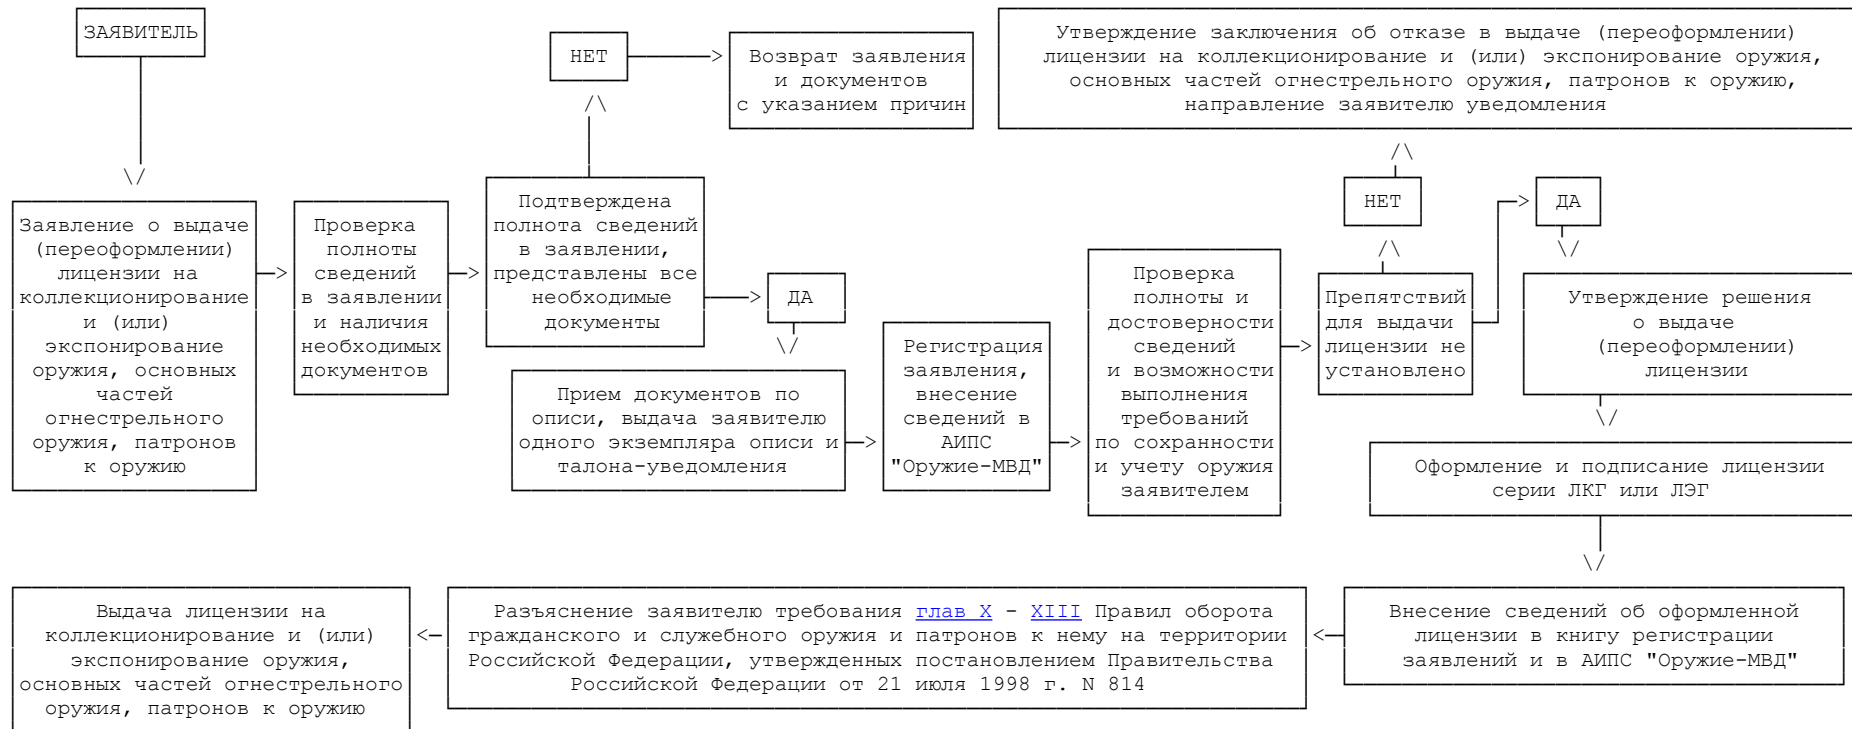 ЗАЯВИТЕЛЬ
НЕТ
Возврат заявления
и документов
с указанием причин
Утверждение заключения об отказе в выдаче (переоформлении)
лицензии на коллекционирование и (или) экспонирование оружия,
основных частей огнестрельного оружия, патронов к оружию,
направление заявителю уведомления
Заявление о выдаче
(переоформлении)
лицензии на
коллекционирование
и (или)
экспонирование
оружия, основных
частей
огнестрельного
оружия, патронов
к оружию
Проверка
полноты
сведений
в заявлении
и наличия
необходимых
документов
Подтверждена
полнота сведений
в заявлении,
представлены все
необходимые
документы
ДА
Прием документов по
описи, выдача заявителю
одного экземпляра описи и
талона-уведомления
Регистрация
заявления,
внесение
сведений в
АИПС
"Оружие-МВД"
Проверка
полноты и
достоверности
сведений
и возможности
выполнения
требований
по сохранности
и учету оружия
заявителем
Препятствий
для выдачи
лицензии не
установлено
НЕТ
ДА
Утверждение решения
о выдаче
(переоформлении)
лицензии
Оформление и подписание лицензии
серии ЛКГ или ЛЭГ
Внесение сведений об оформленной
лицензии в книгу регистрации
заявлений и в АИПС "Оружие-МВД"
Разъяснение заявителю требования глав X - XIII Правил оборота
гражданского и служебного оружия и патронов к нему на территории
Российской Федерации, утвержденных постановлением Правительства
Российской Федерации от 21 июля 1998 г. N 814
Выдача лицензии на
коллекционирование и (или)
экспонирование оружия,
основных частей огнестрельного
оружия, патронов к оружию